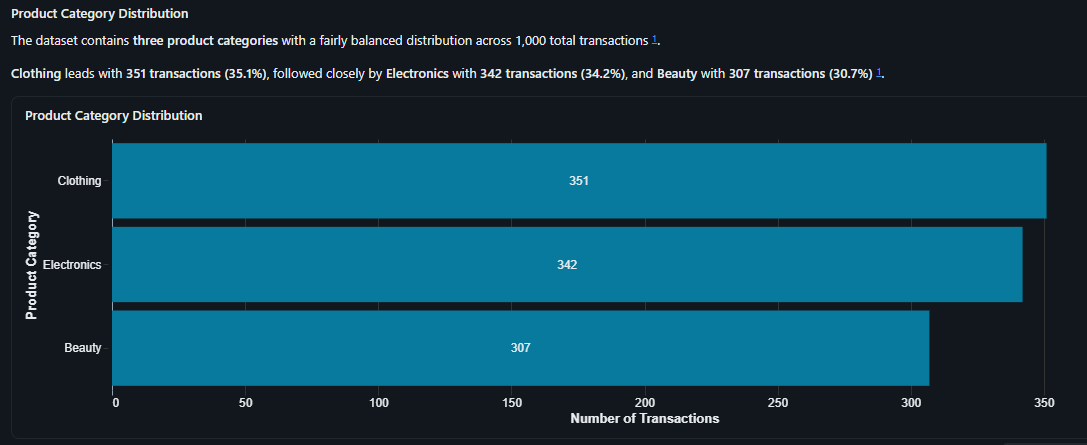 Product Category Distribution
The dataset contains three product categories with a fairly balanced distribution across 1,000 total transactions 1.
Clothing leads with 351 transactions (35.1%), followed closely by Electronics with 342 transactions (34.2%), and Beauty with 307 transactions (30.7%) 1.
Product Category Distribution
Product Category
Clothing
351
Electronics
342
Beauty
307
0 50 100 150 200 250 300 350
Number of Transactions